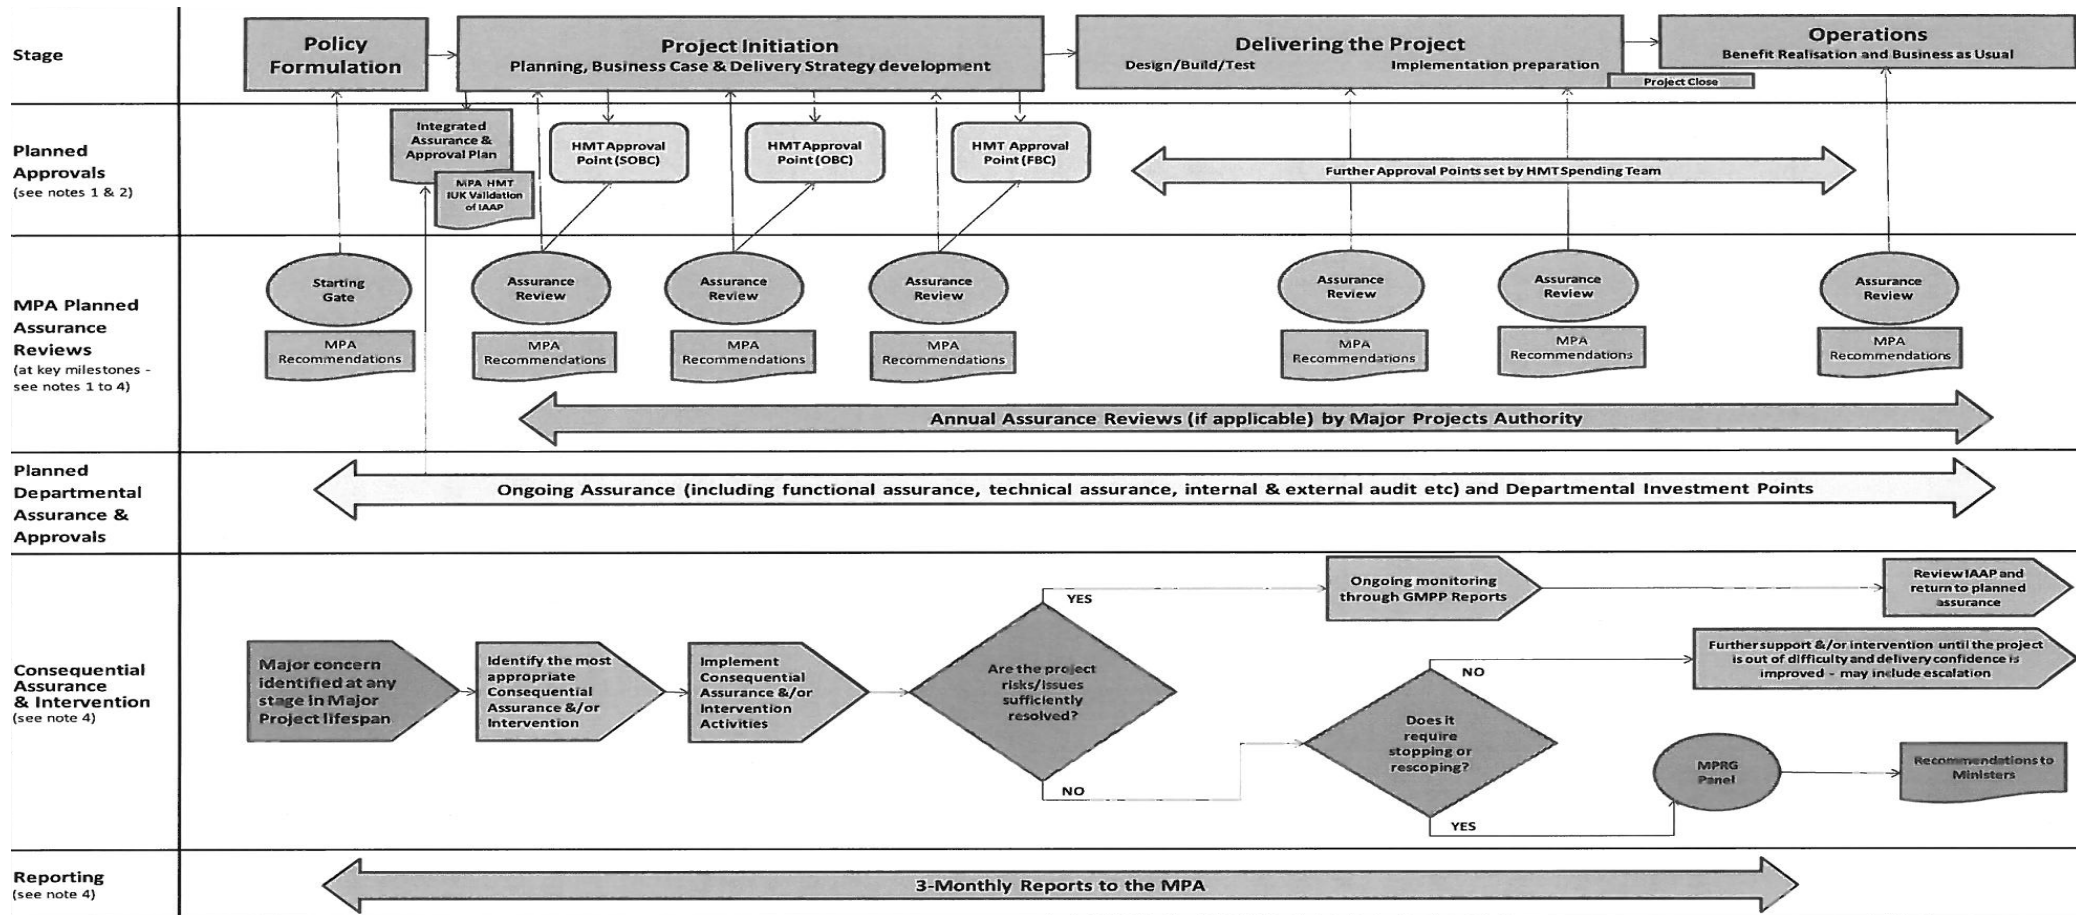 Stage
Policy
Formulation
Project Initiation
Planning, Business Case & Delivery Strategy development
Delivering the Project
Design/Build/Test
Implementation preparation
Project Close
Operations
Benefit Realisation and Business as Usual
Planned
Approvals
(see notes 1 & 2)
Integrated
Assurance &
Approval Plan
MPA HMT
IUK Validation
of IAAP
HMT Approval
Point (SOBC)
HMT Approval
Point (OBC)
HMT Approval
Point (FBC)
Further Approval Points set by HMT Spending Team
MPA Planned
Assurance
Reviews
(at key milestones -
see notes 1 to 4)
Starting
Gate
MPA
Recommendations
Assurance
Review
MPA
Recommendations
Assurance
Review
MPA
Recommendations
Assurance
Review
MPA
Recommendations
Assurance
Review
MPA
Recommendations
Assurance
Review
MPA
Recommendations
Assurance
Review
MPA
Recommendations
Annual Assurance Reviews (if applicable) by Major Projects Authority
Planned
Departmental
Assurance &
Approvals
Ongoing Assurance (including functional assurance, technical assurance, internal & external audit etc) and Departmental Investment Points
Consequential
Assurance
& Intervention
(see note 4)
Major concern
identified at any
stage in Major
Project lifespan
Identify the most
appropriate
Consequential
Assurance &/or
Intervention
Implement
Consequential
Assurance &/or
Intervention
Activities
Are the project
risks/issues
sufficiently
resolved?
YES
NO
Ongoing monitoring
through GMPP Reports
Review IAAP and
return to planned
assurance
Does it
require
stopping or
rescoping?
NO
YES
Further support &/or intervention until the project
is out of difficulty and delivery confidence is
improved - may include escalation
MPRG
Panel
Recommendations to
Ministers
Reporting
(see note 4)
3-Monthly Reports to the MPA